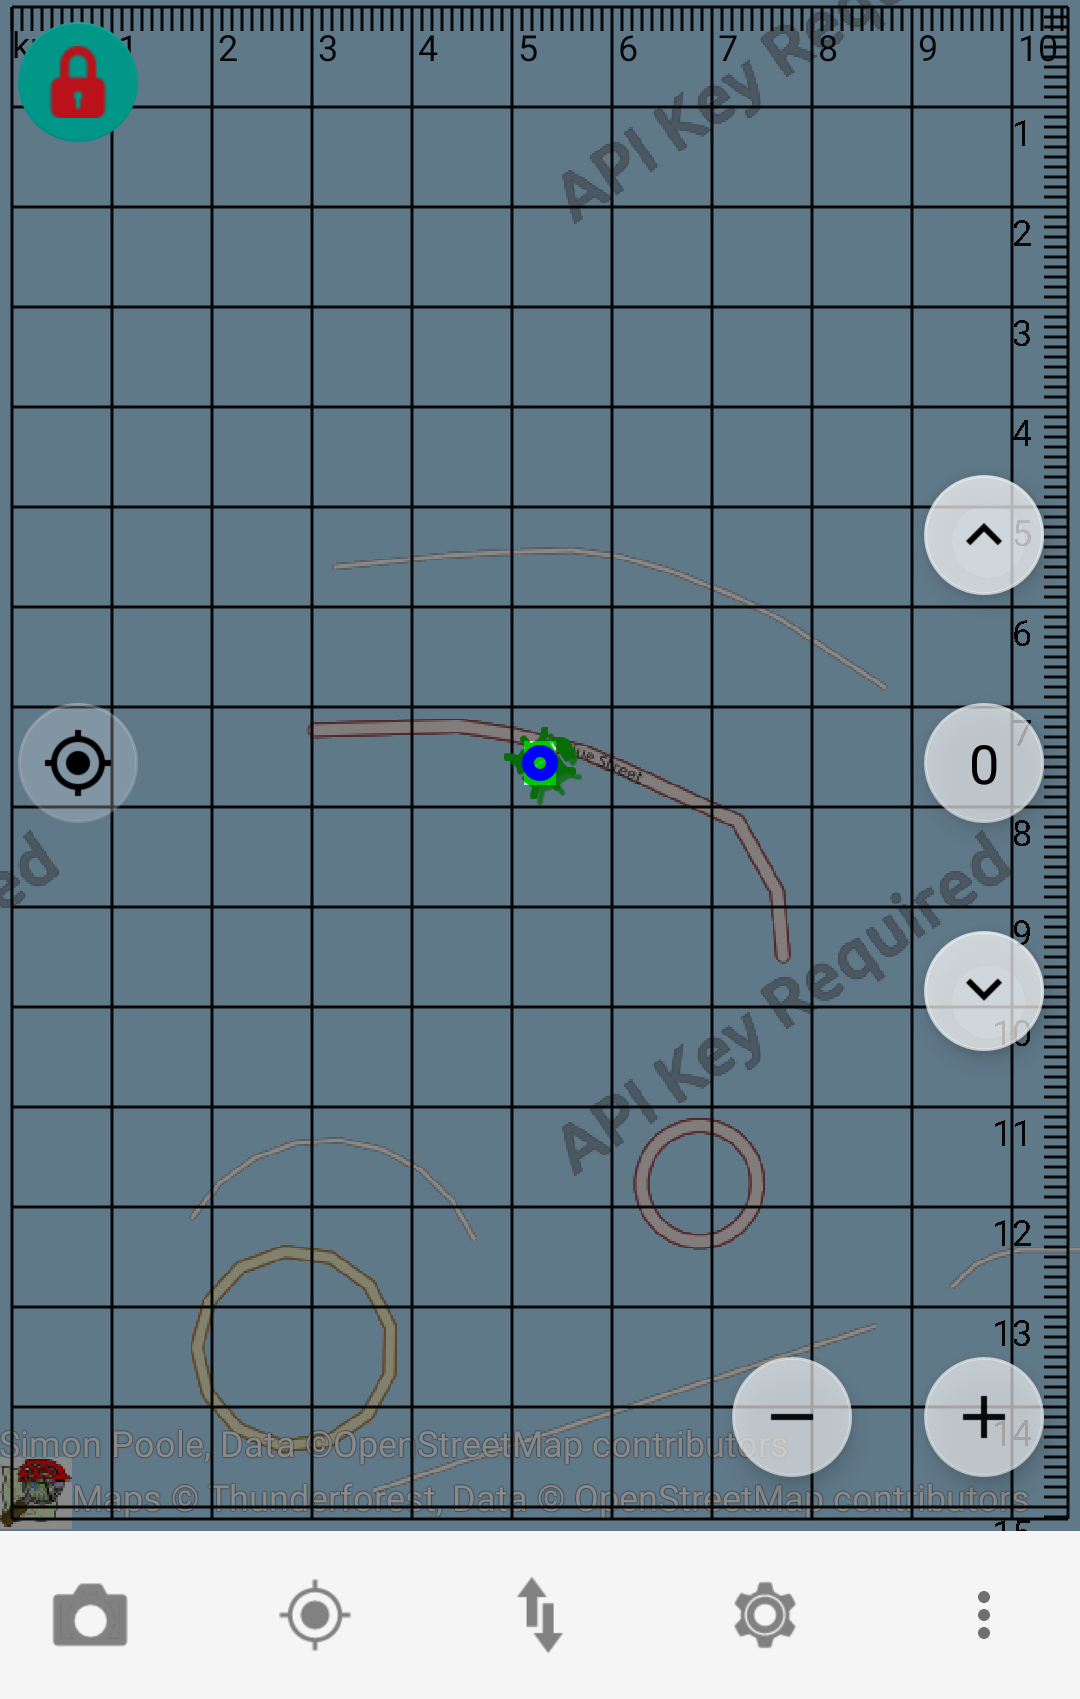 1 2 3 4 5 6 7 8 9 10
API Key Requ
1
2
3
4
5
6
7
0
ue Street
8
ed
API Key Required
9
10
11
12
13
14
Simon Poole, Data ©OpenStreetMap contributors
Maps © Thunderforest, Data © OpenStreetMap contributors
15